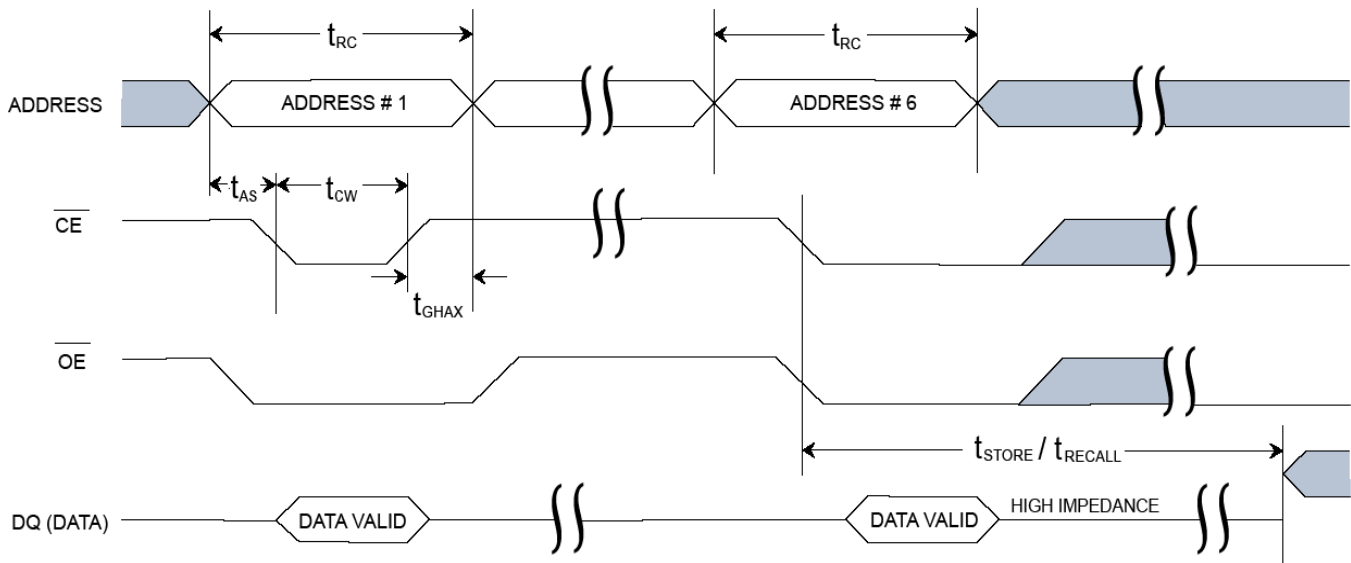 tRC tRC
ADDRESS ADDRESS # 1 ADDRESS # 6
tAS tCW
CE
tGHAX
OE
tSTORE / tRECALL
DQ (DATA) DATA VALID DATA VALID HIGH IMPEDANCE